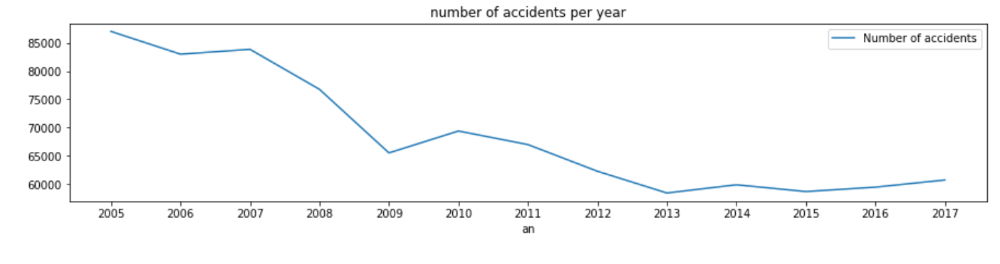 number of accidents per year
Number of accidents
85000
80000
75000
70000
65000
60000
2005 2006 2007 2008 2009 2010 2011 2012 2013 2014 2015 2016 2017
an